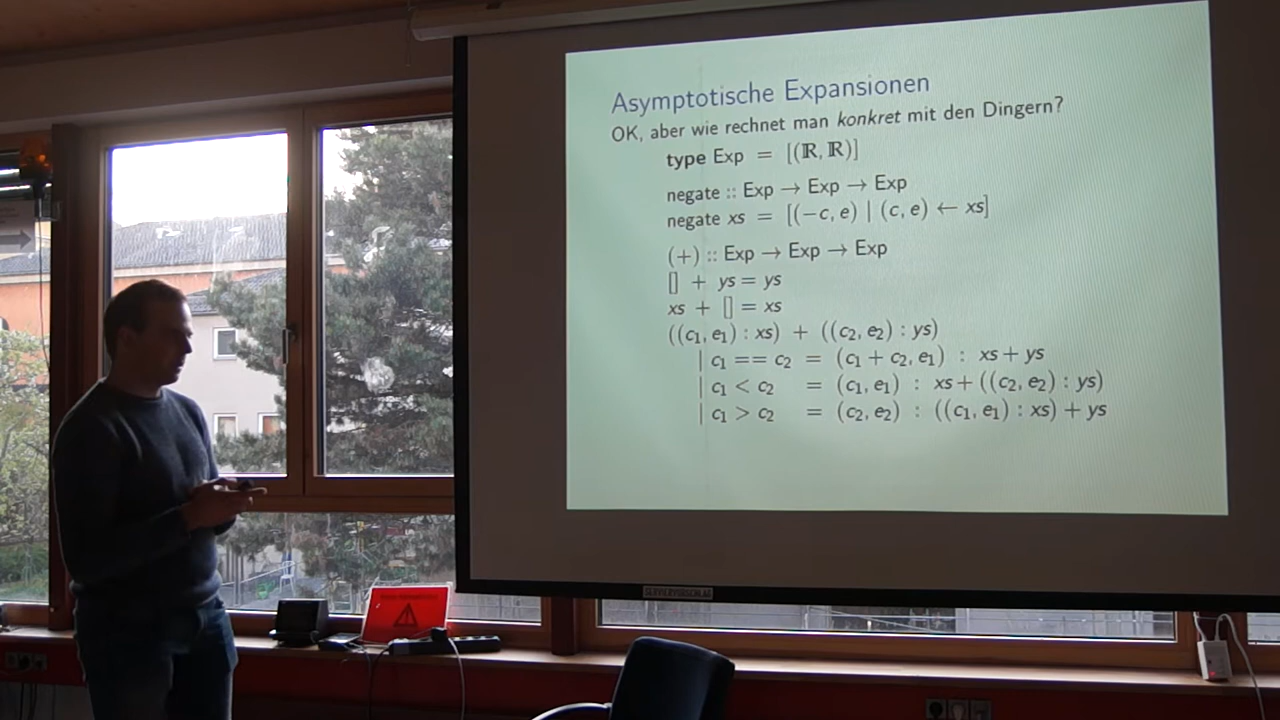 Asymptotische Expansionen
OK, aber wie rechnet man konkret mit den Dingern?
type Exp = [(ℝ, ℝ)]
negate :: Exp → Exp → Exp
negate xs = [(−c, e) | (c, e) ← xs]
(+) :: Exp → Exp → Exp
[] + ys = ys
xs + [] = xs
((c₁, e₁) : xs) + ((c₂, e₂) : ys)
| c₁ == c₂ = (c₁ + c₂, e₁) : xs + ys
| c₁ < c₂ = (c₁, e₁) : xs + ((c₂, e₂) : ys)
| c₁ > c₂ = (c₂, e₂) : ((c₁, e₁) : xs) + ys